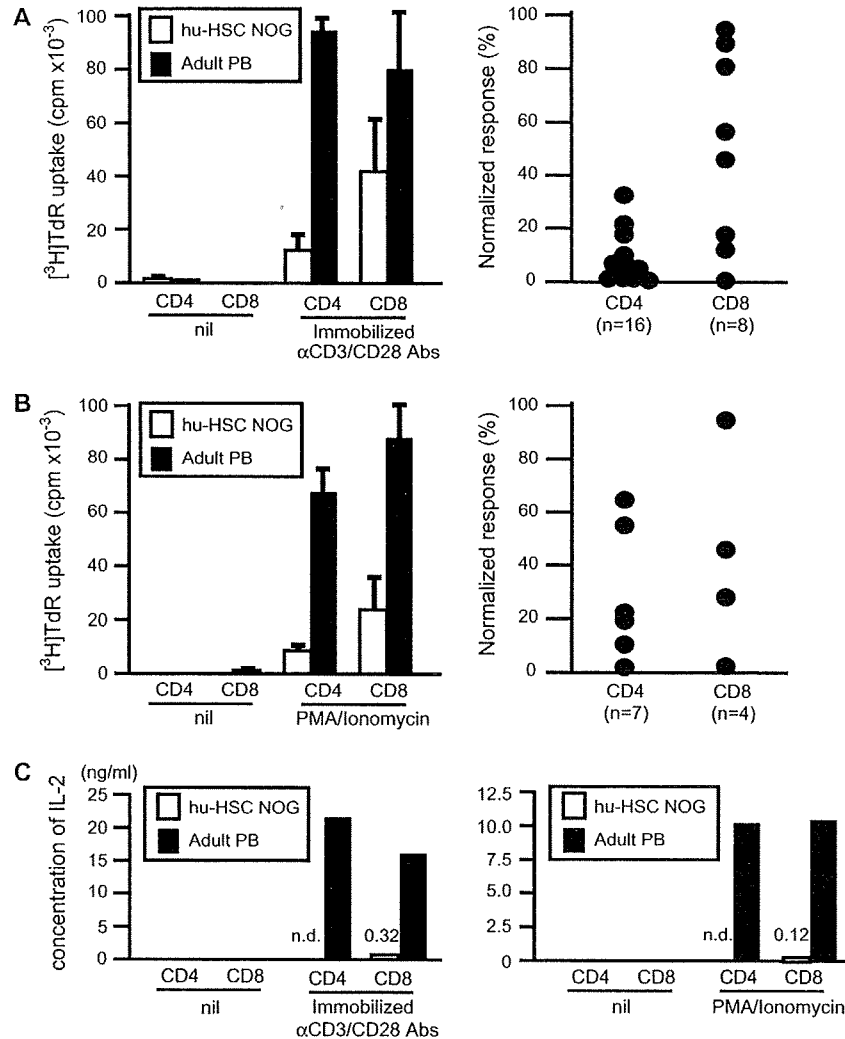 A
[³H]TdR uptake (cpm x10⁻³)
100
80
60
40
20
0
hu-HSC NOG
Adult PB
CD4 CD8 CD4 CD8
nil
Immobilized
αCD3/CD28 Abs
Normalized response (%)
100
80
60
40
20
0
CD4 CD8
(n=16) (n=8)
B
[³H]TdR uptake (cpm x10⁻³)
100
80
60
40
20
0
hu-HSC NOG
Adult PB
CD4 CD8 CD4 CD8
nil PMA/Ionomycin
Normalized response (%)
100
80
60
40
20
0
CD4 CD8
(n=7) (n=4)
C
(ng/ml)
concentration of IL-2
25
20
15
10
5
0
hu-HSC NOG
Adult PB
n.d. 0.32
CD4 CD8 CD4 CD8
nil
Immobilized
αCD3/CD28 Abs
12.5
10.0
7.5
5.0
2.5
0
hu-HSC NOG
Adult PB
n.d. 0.12
CD4 CD8 CD4 CD8
nil PMA/Ionomycin